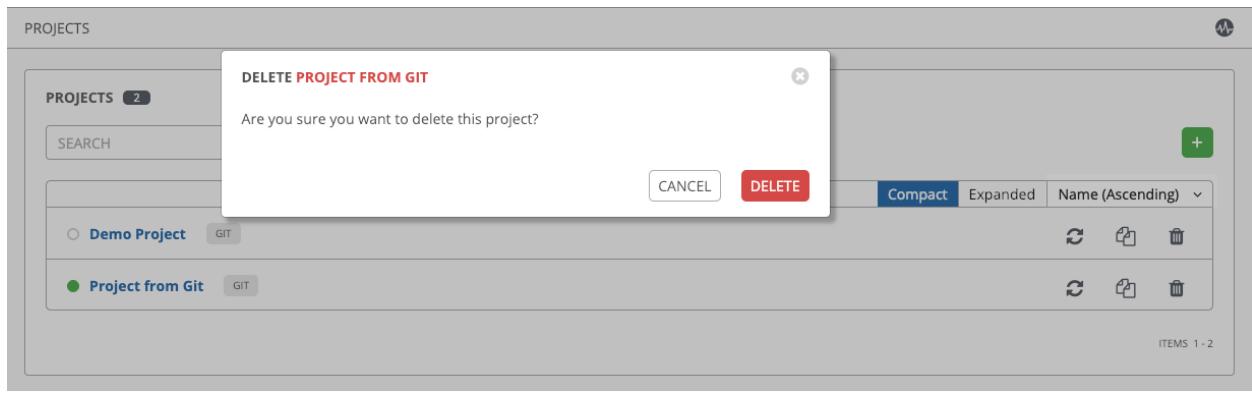 PROJECTS
DELETE PROJECT FROM GIT
PROJECTS 2
Are you sure you want to delete this project?
SEARCH
+
CANCEL DELETE
Compact Expanded Name (Ascending)
Demo Project GIT
Project from Git GIT
ITEMS 1 - 2